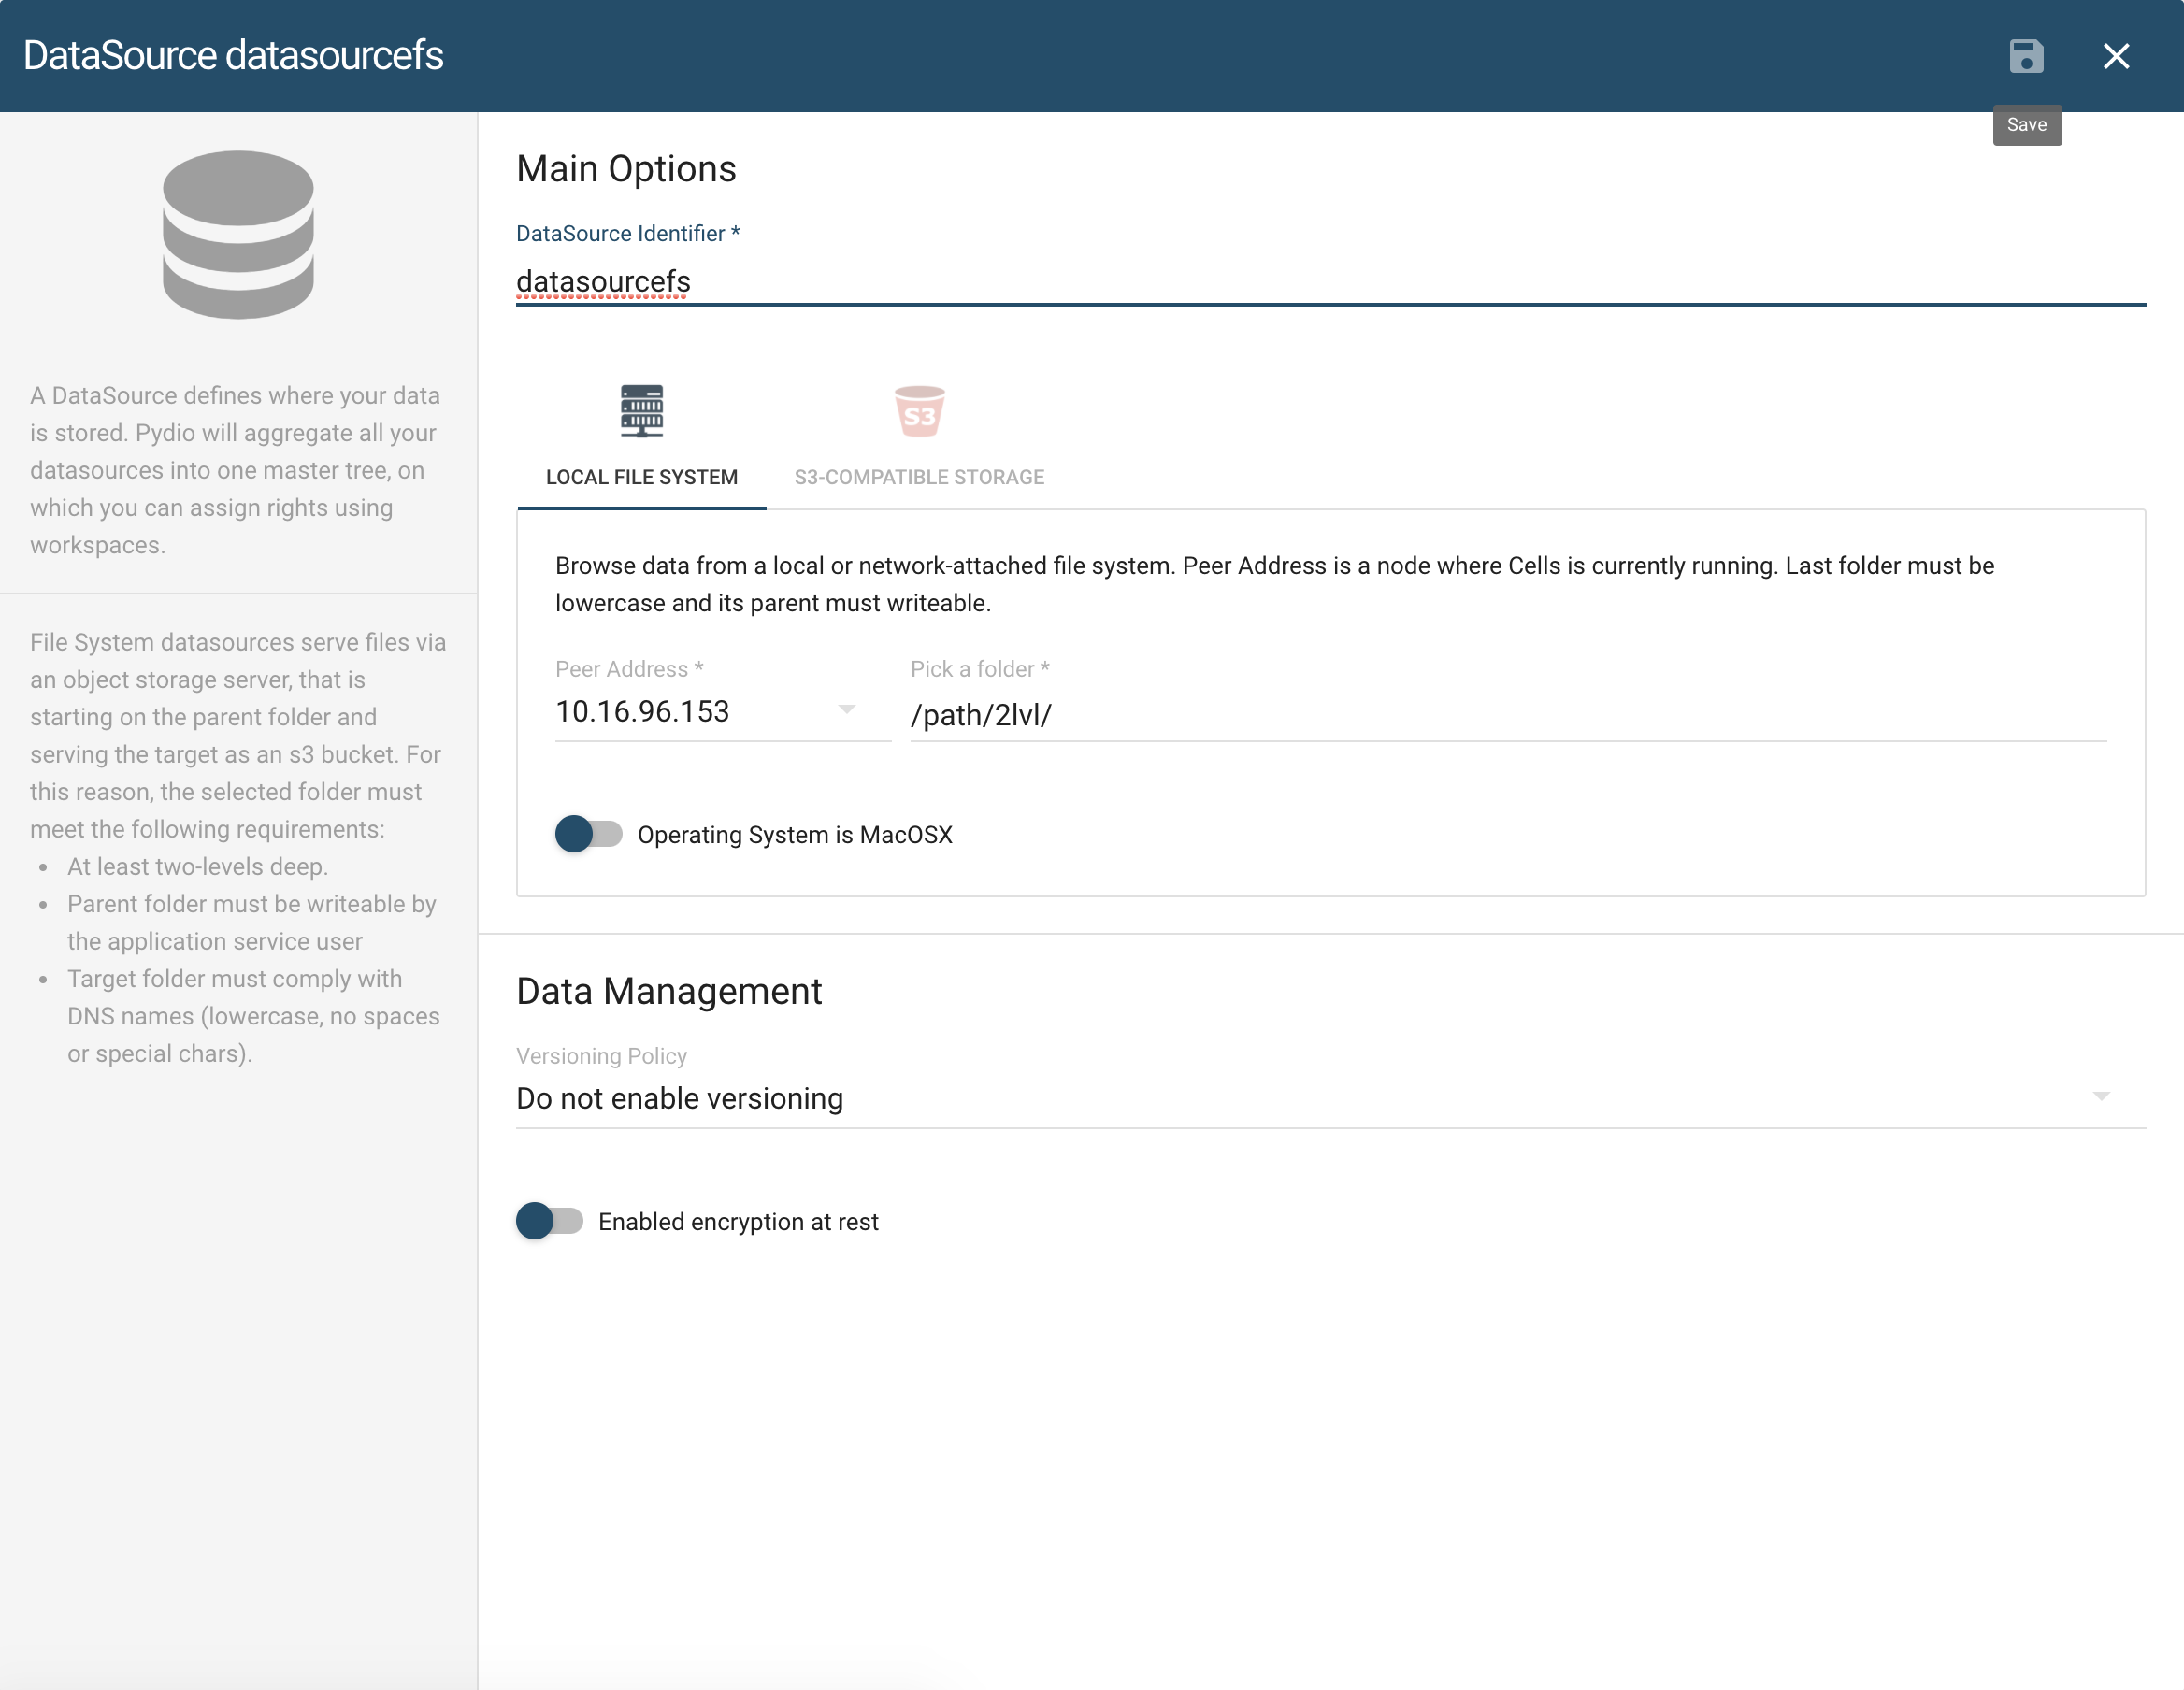 DataSource datasourcefs
Save
A DataSource defines where your data
is stored. Pydio will aggregate all your
datasources into one master tree, on
which you can assign rights using
workspaces.
File System datasources serve files via
an object storage server, that is
starting on the parent folder and
serving the target as an s3 bucket. For
this reason, the selected folder must
meet the following requirements:
• At least two-levels deep.
• Parent folder must be writeable by
the application service user
• Target folder must comply with
DNS names (lowercase, no spaces
or special chars).
Main Options
DataSource Identifier *
datasourcefs
S3
LOCAL FILE SYSTEM
S3-COMPATIBLE STORAGE
Browse data from a local or network-attached file system. Peer Address is a node where Cells is currently running. Last folder must be
lowercase and its parent must writeable.
Peer Address *
10.16.96.153
Pick a folder *
/path/2lvl/
Operating System is MacOSX
Data Management
Versioning Policy
Do not enable versioning
Enabled encryption at rest